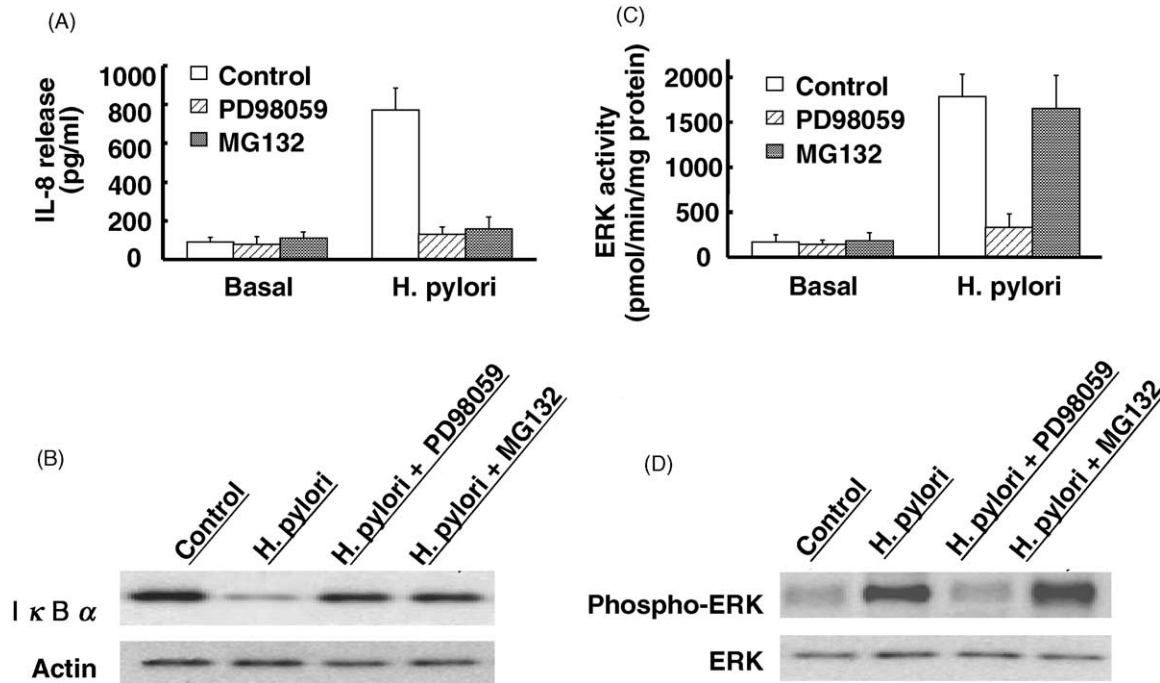 (A)
IL-8 release
(pg/ml)
1000
800
600
400
200
0
Control
PD98059
MG132
Basal
H. pylori
(C)
ERK activity
(pmol/min/mg protein)
2000
1500
1000
500
0
Control
PD98059
MG132
Basal
H. pylori
(B)
Control
H. pylori
H. pylori + PD98059
H. pylori + MG132
I κ B α
Actin
(D)
Control
H. pylori
H. pylori + PD98059
H. pylori + MG132
Phospho-ERK
ERK